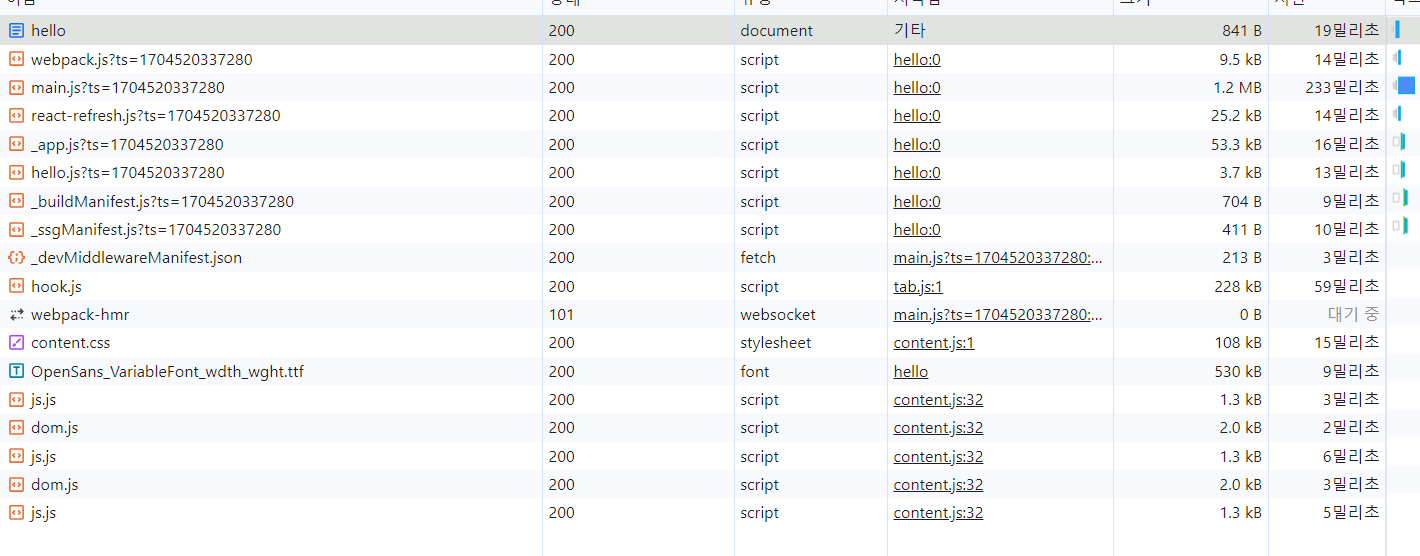 hello 200 document 기타 841 B 19밀리초
webpack.js?ts=1704520337280 200 script hello:0 9.5 kB 14밀리초
main.js?ts=1704520337280 200 script hello:0 1.2 MB 233밀리초
react-refresh.js?ts=1704520337280 200 script hello:0 25.2 kB 14밀리초
_app.js?ts=1704520337280 200 script hello:0 53.3 kB 16밀리초
hello.js?ts=1704520337280 200 script hello:0 3.7 kB 13밀리초
_buildManifest.js?ts=1704520337280 200 script hello:0 704 B 9밀리초
_ssgManifest.js?ts=1704520337280 200 script hello:0 411 B 10밀리초
_devMiddlewareManifest.json 200 fetch main.js?ts=1704520337280:... 213 B 3밀리초
hook.js 200 script tab.js:1 228 kB 59밀리초
webpack-hmr 101 websocket main.js?ts=1704520337280:... 0 B 대기 중
content.css 200 stylesheet content.js:1 108 kB 15밀리초
OpenSans_VariableFont_wdth_wght.ttf 200 font hello 530 kB 9밀리초
js.js 200 script content.js:32 1.3 kB 3밀리초
dom.js 200 script content.js:32 2.0 kB 2밀리초
js.js 200 script content.js:32 1.3 kB 6밀리초
dom.js 200 script content.js:32 2.0 kB 3밀리초
js.js 200 script content.js:32 1.3 kB 5밀리초